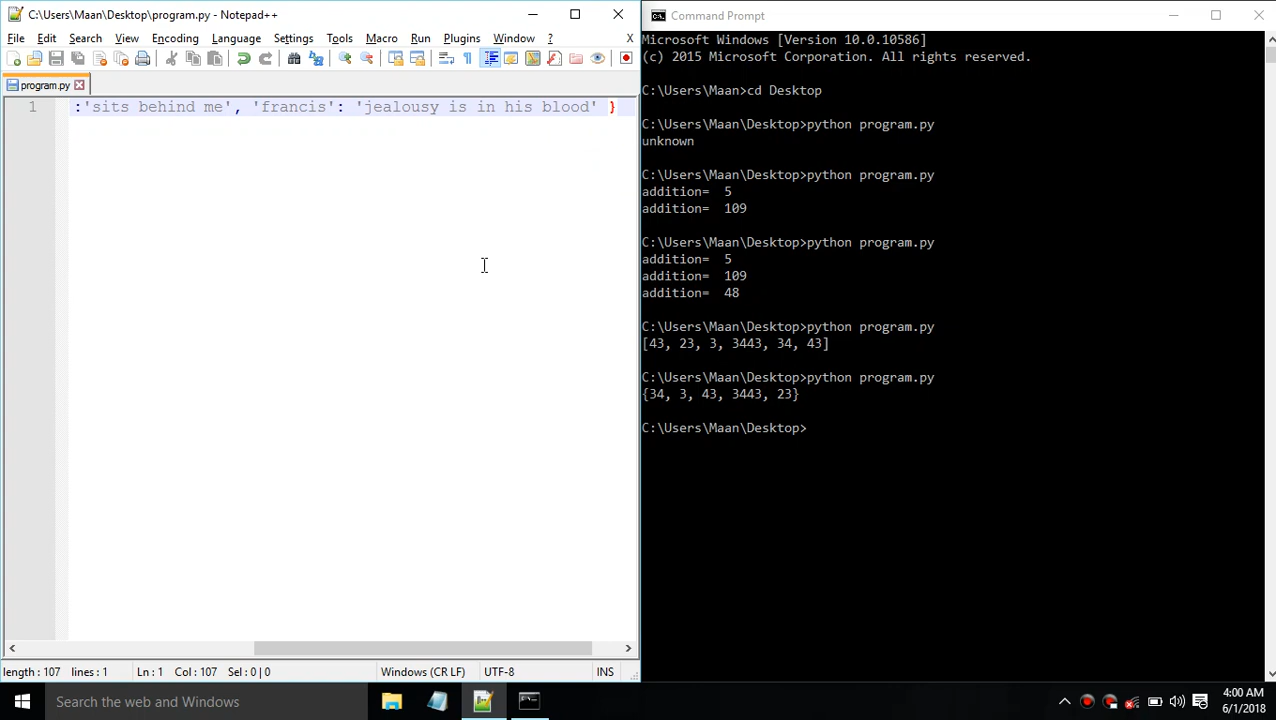 C:\Users\Maan\Desktop\program.py - Notepad++
File Edit Search View Encoding Language Settings Tools Macro Run Plugins Window ? X
program.py
1 :'sits behind me', 'francis': 'jealousy is in his blood' }
length : 107 lines : 1 Ln : 1 Col : 107 Sel : 0 | 0 Windows (CR LF) UTF-8 INS
Command Prompt
Microsoft Windows [Version 10.0.10586]
(c) 2015 Microsoft Corporation. All rights reserved.
C:\Users\Maan>cd Desktop
C:\Users\Maan\Desktop>python program.py
unknown
C:\Users\Maan\Desktop>python program.py
addition=  5
addition=  109
C:\Users\Maan\Desktop>python program.py
addition=  5
addition=  109
addition=  48
C:\Users\Maan\Desktop>python program.py
[43, 23, 3, 3443, 34, 43]
C:\Users\Maan\Desktop>python program.py
{34, 3, 43, 3443, 23}
C:\Users\Maan\Desktop>
Search the web and Windows
4:00 AM
6/1/2018